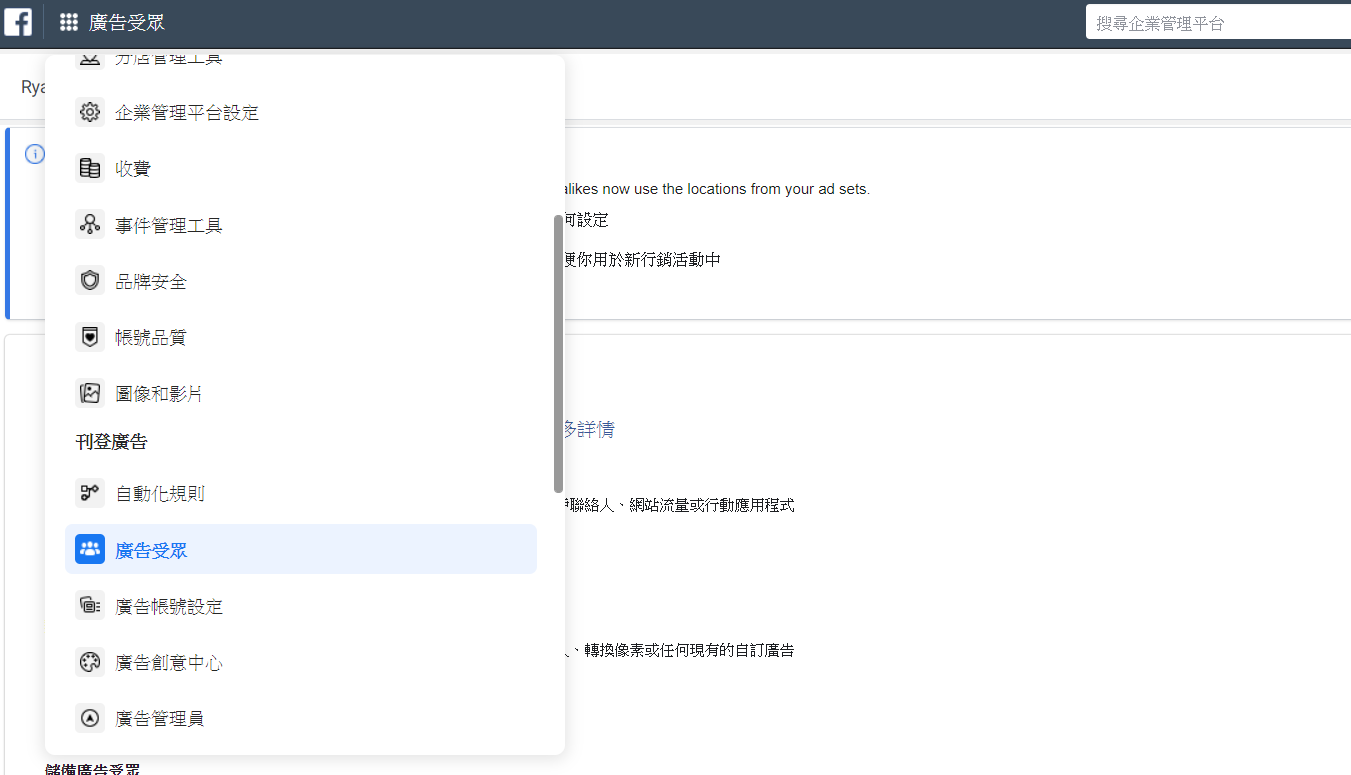 廣告受眾
搜尋企業管理平台
分店管理工具
Rya
企業管理平台設定
收費
alikes now use the locations from your ad sets.
何設定
事件管理工具
便你用於新行銷活動中
品牌安全
帳號品質
圖像和影片
多詳情
刊登廣告
自動化規則
聯絡人、網站流量或行動應用程式
廣告受眾
廣告帳號設定
、轉換像素或任何現有的自訂廣告
廣告創意中心
廣告管理員
儲備廣告受眾